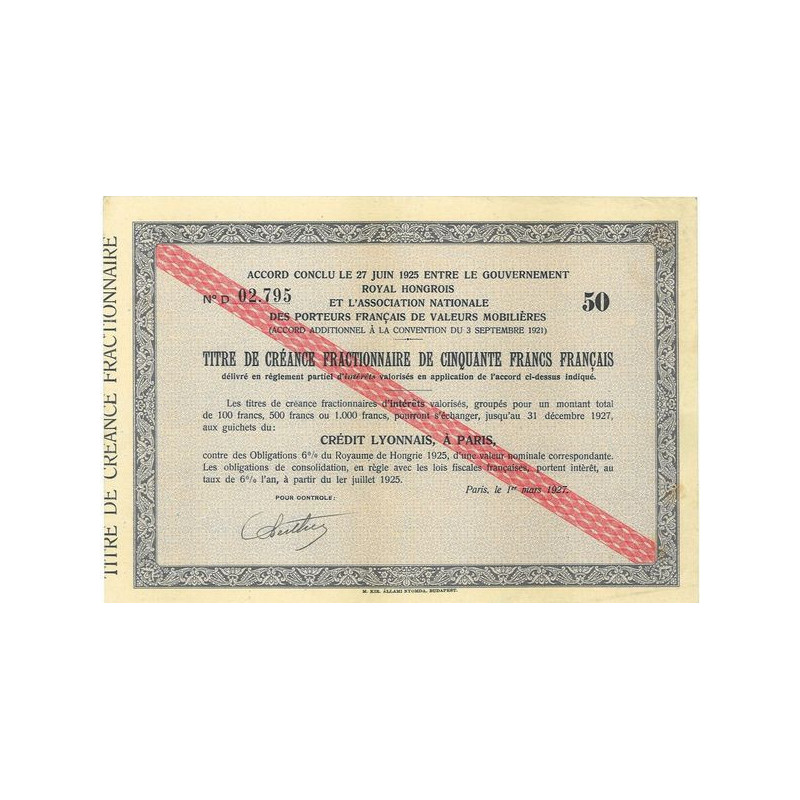 TITRE DE CRÉANCE FRACTIONNAIRE
ACCORD CONCLU LE 27 JUIN 1925 ENTRE LE GOUVERNEMENT
ROYAL HONGROIS
Nº D 02.795
ET L'ASSOCIATION NATIONALE
50
DES PORTEURS FRANÇAIS DE VALEURS MOBILIÈRES
(ACCORD ADDITIONNEL À LA CONVENTION DU 3 SEPTEMBRE 1921)
TITRE DE CRÉANCE FRACTIONNAIRE DE CINQUANTE FRANCS FRANÇAIS
délivré en règlement partiel d'intérêts valorisés en application de l'accord ci-dessus indiqué.
Les titres de créance fractionnaires d'intérêts valorisés, groupés pour un montant total
de 100 francs, 500 francs ou 1.000 francs, pourront s'échanger, jusqu'au 31 décembre 1927,
aux guichets du:
CRÉDIT LYONNAIS, À PARIS,
contre des Obligations 6% du Royaume de Hongrie 1925, d'une valeur nominale correspondante.
Les obligations de consolidation, en règle avec les lois fiscales françaises, portent intérêt, au
taux de 6% l'an, à partir du 1er juillet 1925.
Paris, le 1er mars 1927.
POUR CONTROLE:
M. KIR. ÁLLAMI NYOMDA, BUDAPEST.